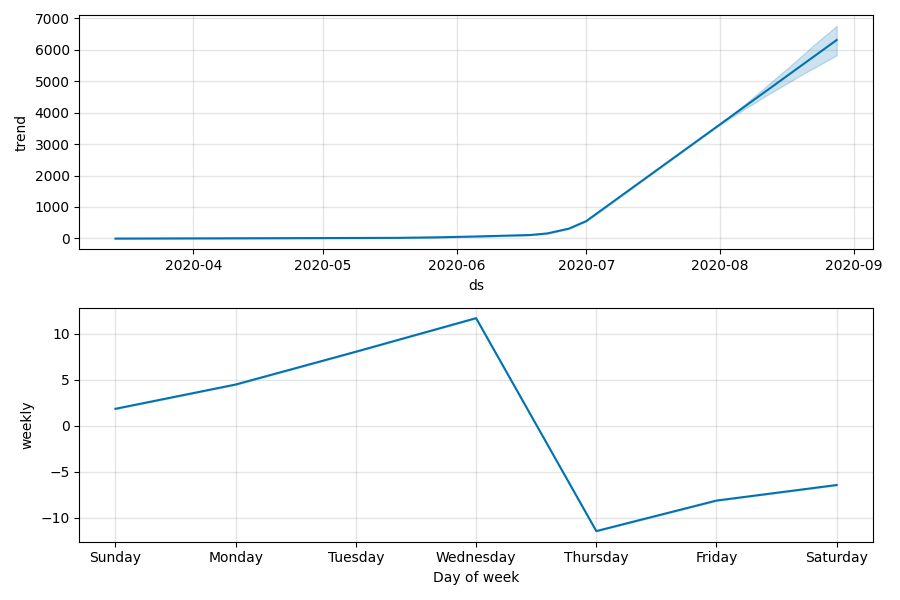 7000
6000
5000
4000
3000
2000
1000
0
trend
2020-04 2020-05 2020-06 2020-07 2020-08 2020-09
ds
10
5
0
−5
−10
weekly
Sunday Monday Tuesday Wednesday Thursday Friday Saturday
Day of week